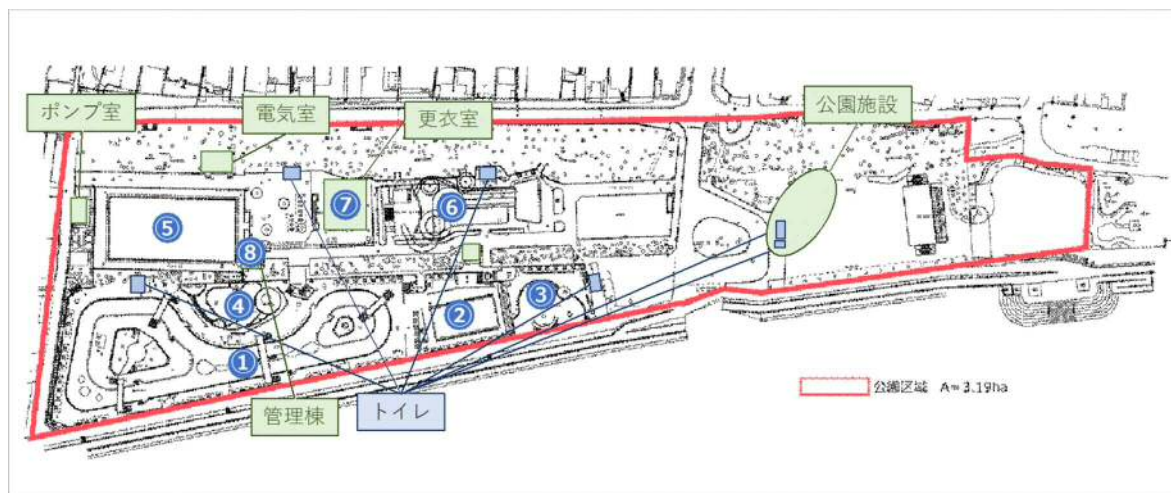 ポンプ室
電気室
更衣室
公園施設
⑦
⑥
⑤
⑧
④
③
②
①
管理棟
トイレ
公園区域 A=3.19ha